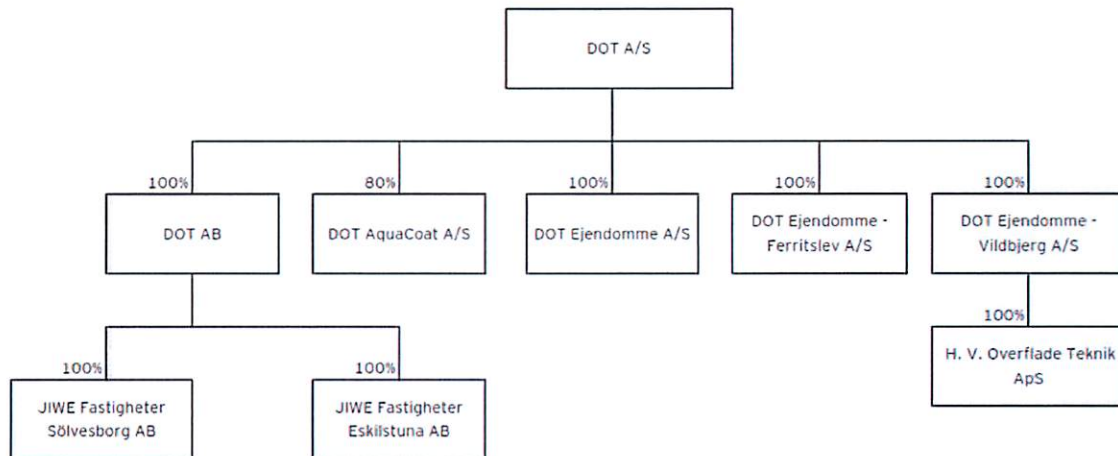 DOT A/S
100%
80%
100%
100%
100%
DOT AB
DOT AquaCoat A/S
DOT Ejendomme A/S
DOT Ejendomme -
Ferritslev A/S
DOT Ejendomme -
Vildbjerg A/S
100%
100%
100%
JIWE Fastigheter
Sölvesborg AB
JIWE Fastigheter
Eskilstuna AB
H. V. Overflade Teknik
ApS